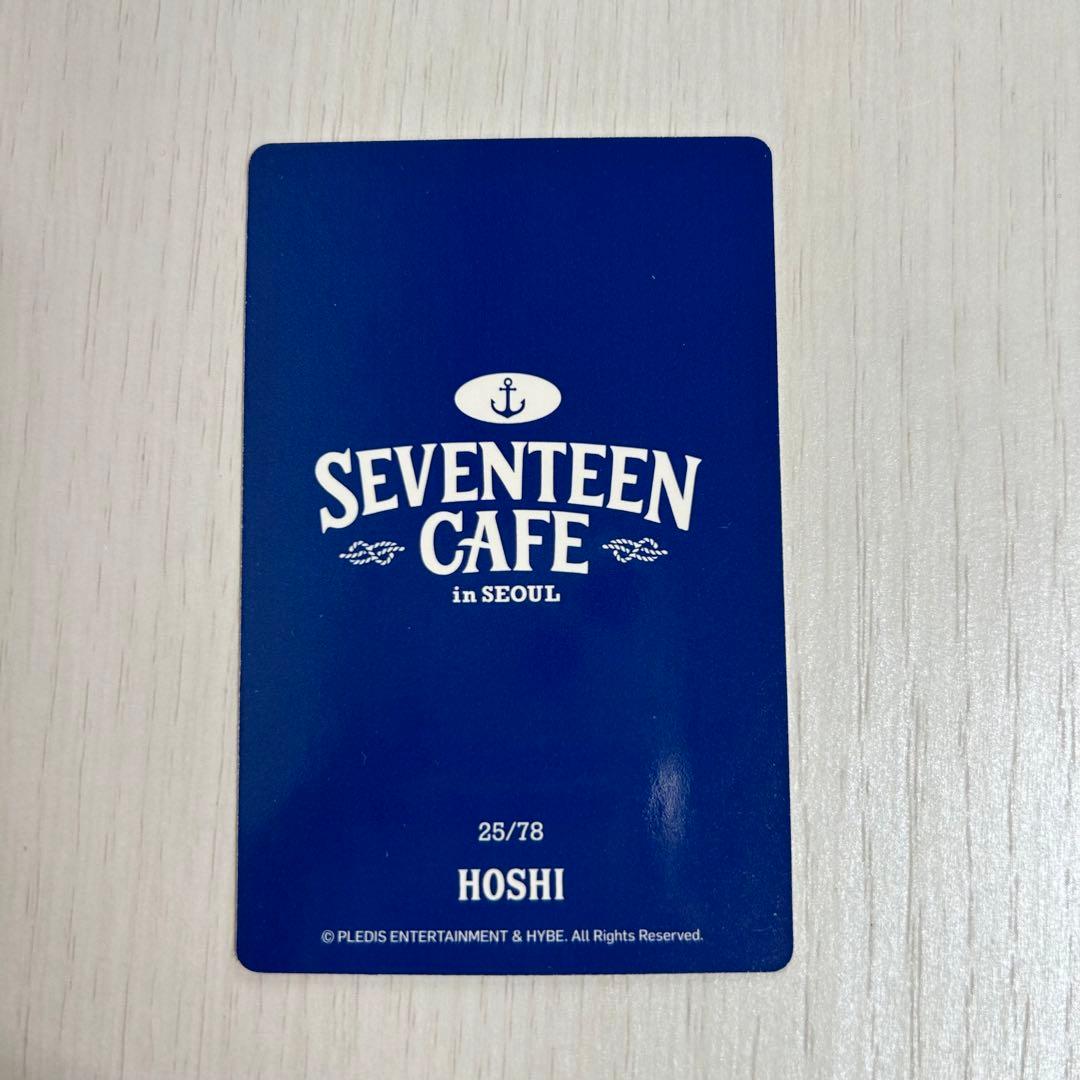 SEVENTEEN
CAFE
in SEOUL
25/78
HOSHI
© PLEDIS ENTERTAINMENT & HYBE. All Rights Reserved.